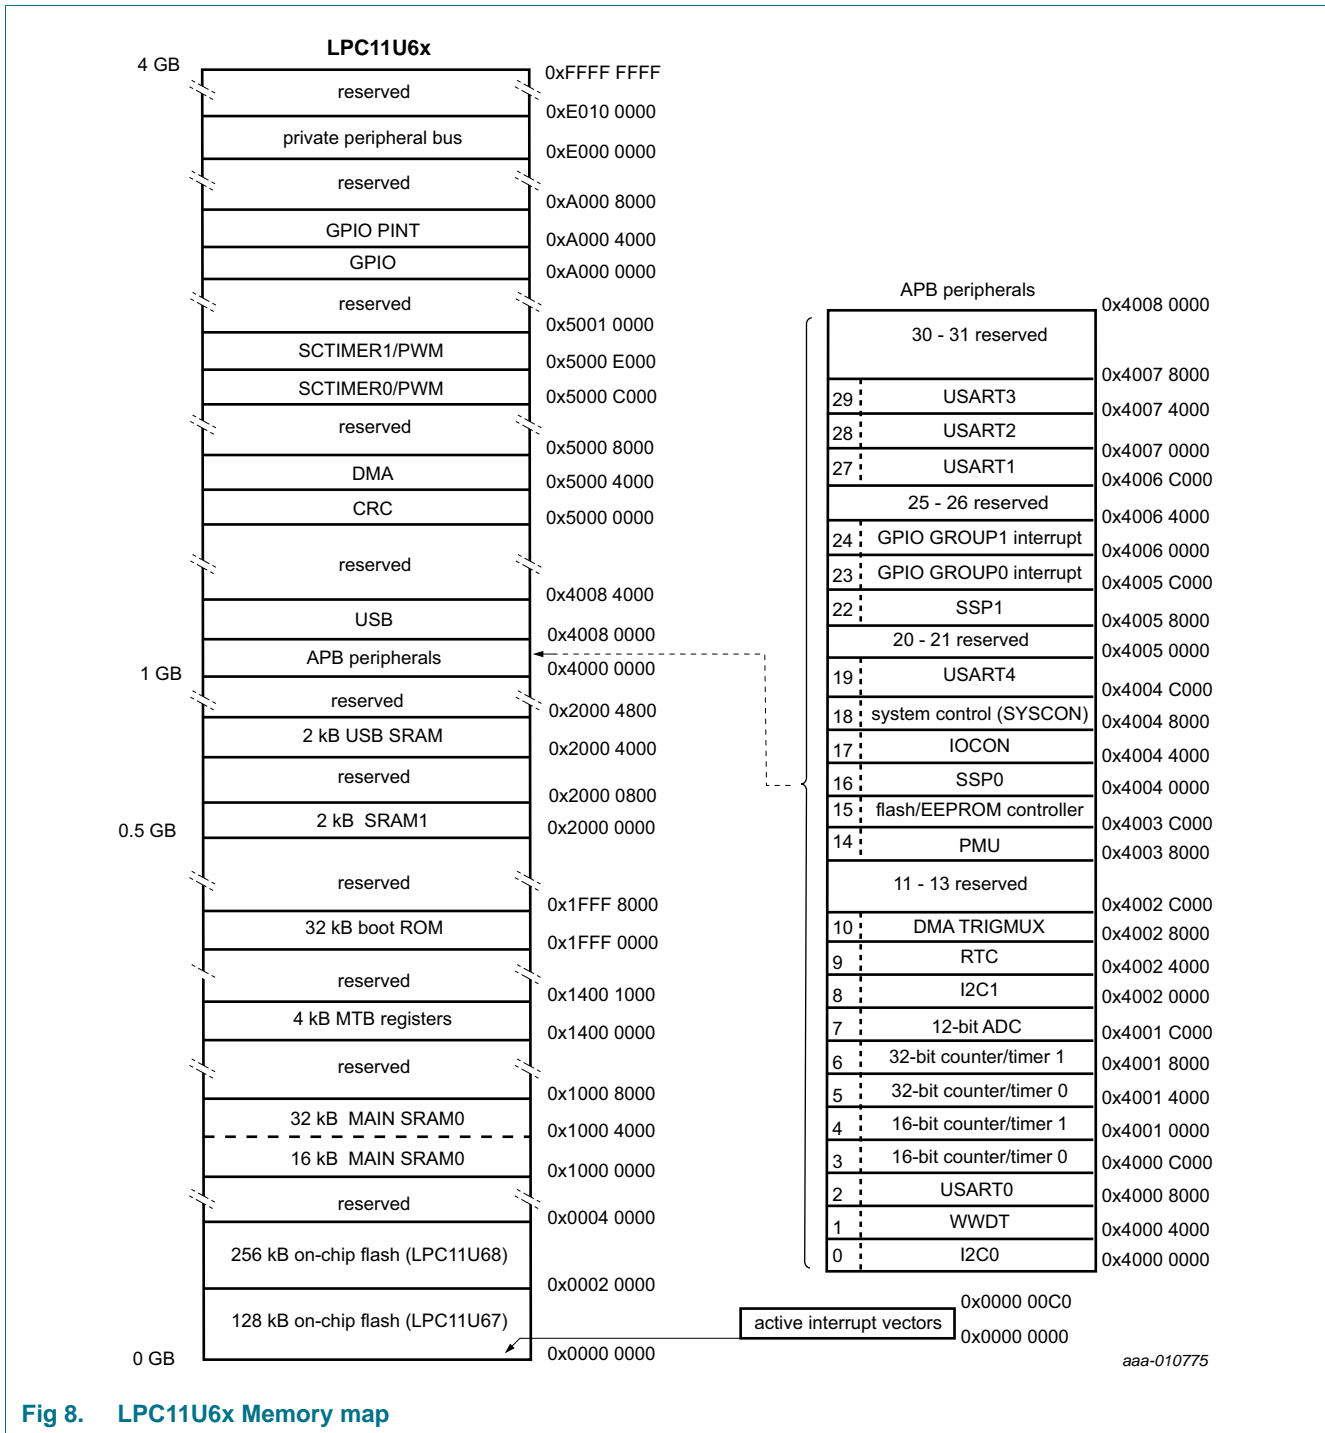 LPC11U6x
4 GB
0xFFFF FFFF
reserved
0xE010 0000
private peripheral bus
0xE000 0000
reserved
0xA000 8000
GPIO PINT
0xA000 4000
GPIO
0xA000 0000
reserved
0x5001 0000
SCTIMER1/PWM
0x5000 E000
SCTIMER0/PWM
0x5000 C000
reserved
0x5000 8000
DMA
0x5000 4000
CRC
0x5000 0000
reserved
0x4008 4000
USB
0x4008 0000
APB peripherals
0x4000 0000
1 GB
reserved
0x2000 4800
2 kB USB SRAM
0x2000 4000
reserved
0x2000 0800
2 kB SRAM1
0x2000 0000
0.5 GB
reserved
0x1FFF 8000
32 kB boot ROM
0x1FFF 0000
reserved
0x1400 1000
4 kB MTB registers
0x1400 0000
reserved
0x1000 8000
32 kB MAIN SRAM0
0x1000 4000
16 kB MAIN SRAM0
0x1000 0000
reserved
0x0004 0000
256 kB on-chip flash (LPC11U68)
0x0002 0000
128 kB on-chip flash (LPC11U67)
0x0000 0000
0 GB
APB peripherals
0x4008 0000
30 - 31 reserved
0x4007 8000
29 USART3
0x4007 4000
28 USART2
0x4007 0000
27 USART1
0x4006 C000
25 - 26 reserved
0x4006 4000
24 GPIO GROUP1 interrupt
0x4006 0000
23 GPIO GROUP0 interrupt
0x4005 C000
22 SSP1
0x4005 8000
20 - 21 reserved
0x4005 0000
19 USART4
0x4004 C000
18 system control (SYSCON)
0x4004 8000
17 IOCON
0x4004 4000
16 SSP0
0x4004 0000
15 flash/EEPROM controller
0x4003 C000
14 PMU
0x4003 8000
11 - 13 reserved
0x4002 C000
10 DMA TRIGMUX
0x4002 8000
9 RTC
0x4002 4000
8 I2C1
0x4002 0000
7 12-bit ADC
0x4001 C000
6 32-bit counter/timer 1
0x4001 8000
5 32-bit counter/timer 0
0x4001 4000
4 16-bit counter/timer 1
0x4001 0000
3 16-bit counter/timer 0
0x4000 C000
2 USART0
0x4000 8000
1 WWDT
0x4000 4000
0 I2C0
0x4000 0000
0x0000 00C0
active interrupt vectors
0x0000 0000
aaa-010775
Fig 8. LPC11U6x Memory map